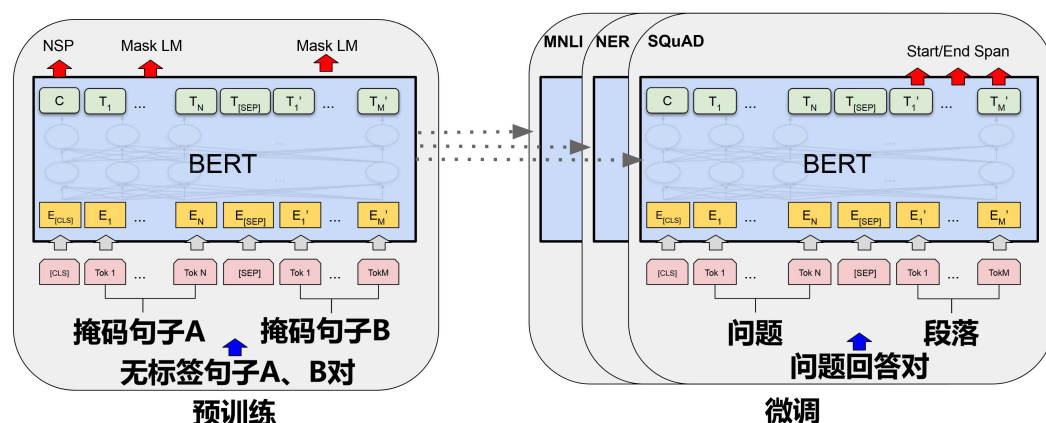 NSP Mask LM Mask LM
C T1 ... TN T[SEP] T1' ... TM'
BERT
E[CLS] E1 ... EN E[SEP] E1' ... EM'
[CLS] Tok 1 ... Tok N [SEP] Tok 1 ... TokM
掩码句子A 掩码句子B
无标签句子A、B对
预训练
MNLI NER SQuAD
Start/End Span
C T1 ... TN T[SEP] T1' ... TM'
BERT
E[CLS] E1 ... EN E[SEP] E1' ... EM'
[CLS] Tok 1 ... Tok N [SEP] Tok 1 ... TokM
问题 段落
问题回答对
微调